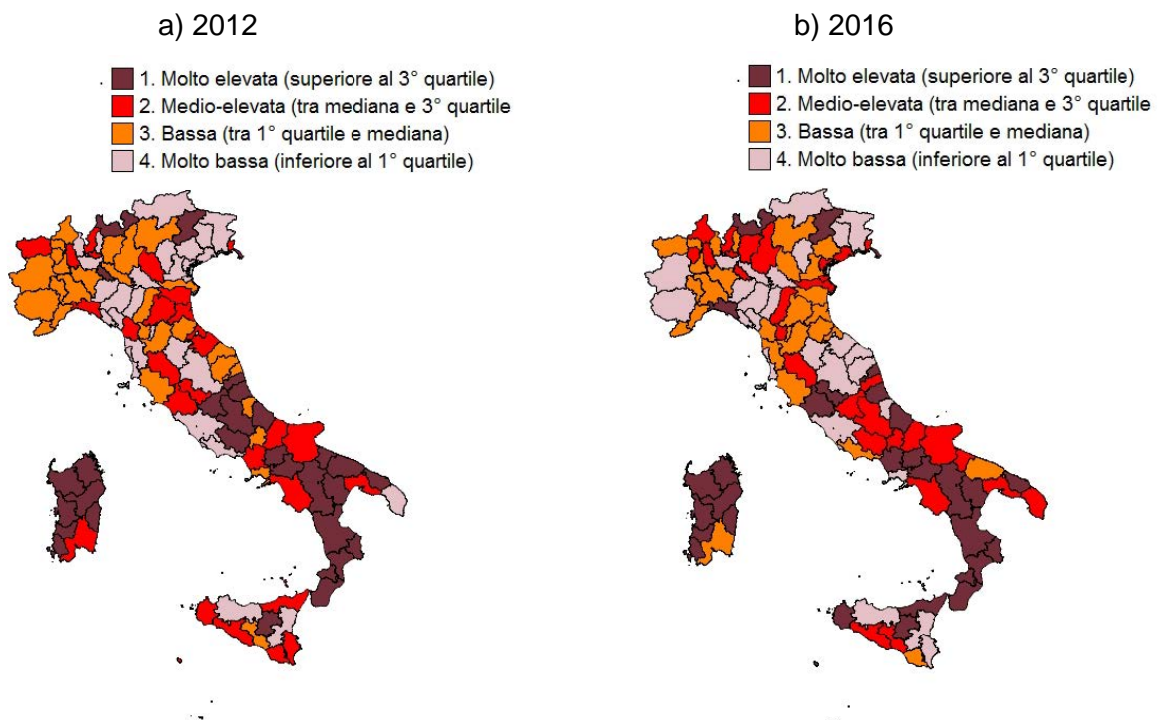 a) 2012
1. Molto elevata (superiore al 3° quartile)
2. Medio-elevata (tra mediana e 3° quartile
3. Bassa (tra 1° quartile e mediana)
4. Molto bassa (inferiore al 1° quartile)
b) 2016
1. Molto elevata (superiore al 3° quartile)
2. Medio-elevata (tra mediana e 3° quartile
3. Bassa (tra 1° quartile e mediana)
4. Molto bassa (inferiore al 1° quartile)